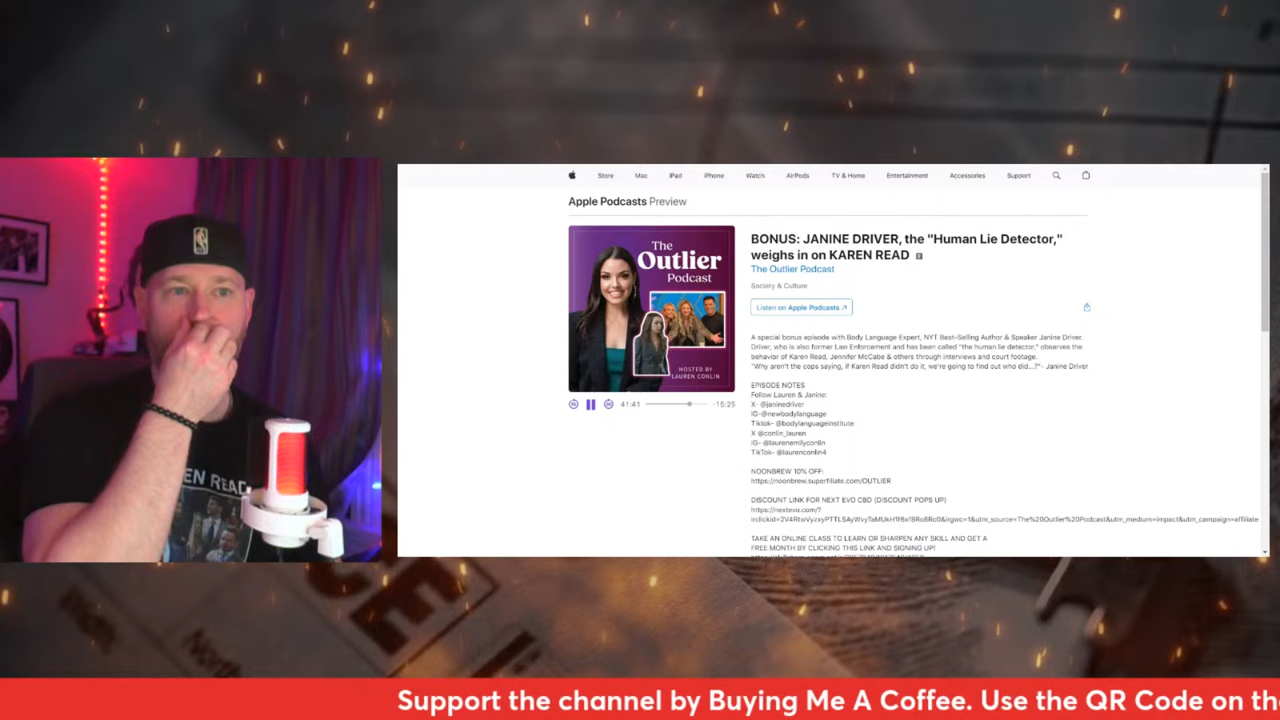 Store Mac iPad iPhone Watch AirPods TV & Home Entertainment Accessories Support
Apple Podcasts Preview
The
Outlier
Podcast
HOSTED BY
LAUREN CONLIN
41:41
-15:25
BONUS: JANINE DRIVER, the "Human Lie Detector,"
weighs in on KAREN READ
The Outlier Podcast
Society & Culture
Listen on Apple Podcasts ↗
A special bonus episode with Body Language Expert, NYT Best-Selling Author & Speaker Janine Driver.
Driver, who is also former Law Enforcement and has been called "the human lie detector," observes the
behavior of Karen Read, Jennifer McCabe & others through interviews and court footage.
"Why aren't the cops saying, if Karen Read didn't do it, we're going to find out who did...?"- Janine Driver
EPISODE NOTES
Follow Lauren & Janine:
X- @janinedriver
IG-@newbodylanguage
Tiktok- @bodylanguageinstitute
X @conlin_lauren
IG- @laurenemilyconlin
TikTok- @laurenconlin4
NOONBREW 10% OFF:
https://noonbrew.superfiliate.com/OUTLIER
DISCOUNT LINK FOR NEXT EVO CBD (DISCOUNT POPS UP)
https://nextevo.com/?
TAKE AN ONLINE CLASS TO LEARN OR SHARPEN ANY SKILL AND GET A
FREE MONTH BY CLICKING THIS LINK AND SIGNING UP!
EN READ
North
Support the channel by Buying Me A Coffee. Use the QR Code on th